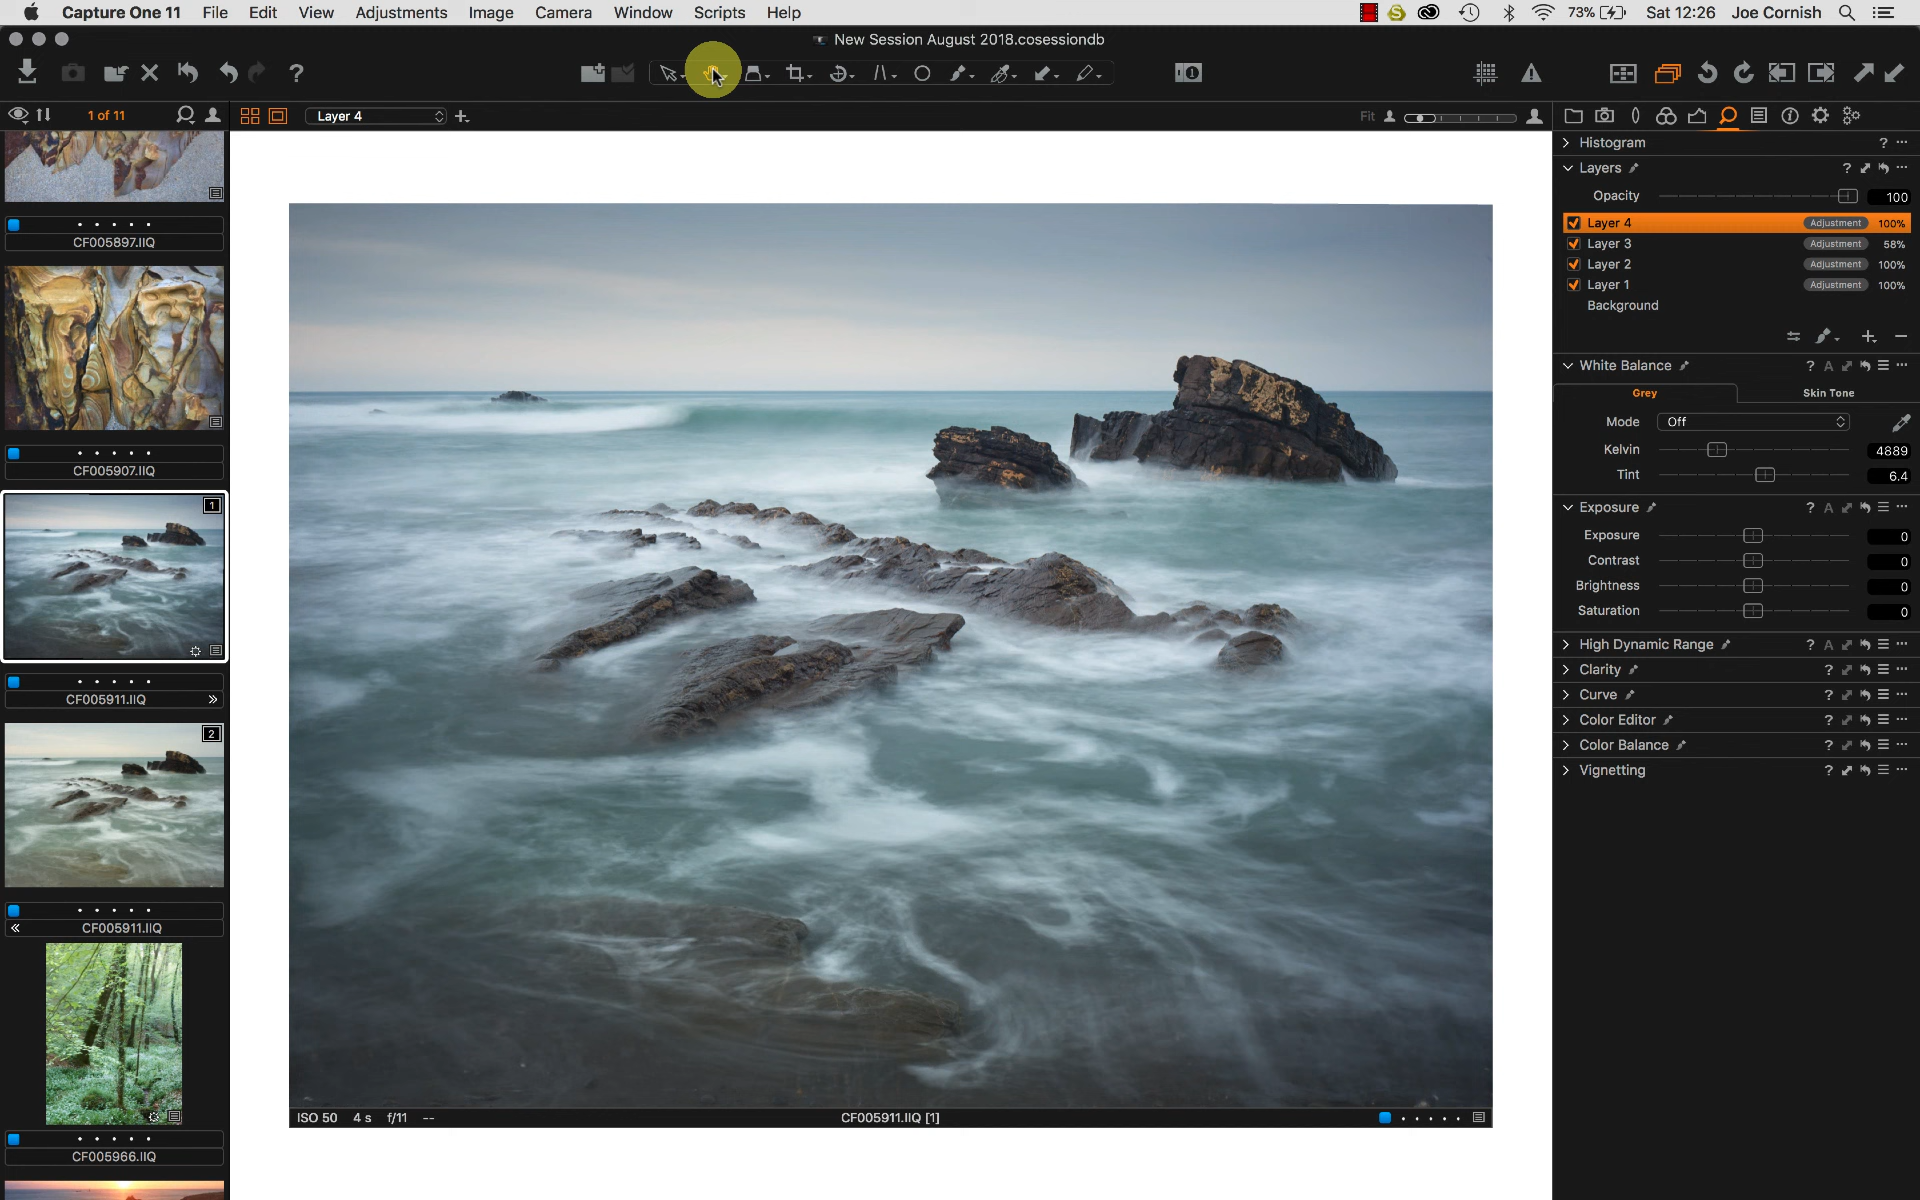 Capture One 11 File Edit View Adjustments Image Camera Window Scripts Help 73% Sat 12:26 Joe Cornish
New Session August 2018.cosessiondb
1 of 11 Layer 4 Fit
Histogram
Layers
Opacity 100
Layer 4 Adjustment 100%
Layer 3 Adjustment 58%
Layer 2 Adjustment 100%
Layer 1 Adjustment 100%
Background
White Balance
Grey Skin Tone
Mode Off
Kelvin 4889
Tint 6.4
Exposure
Exposure 0
Contrast 0
Brightness 0
Saturation 0
High Dynamic Range
Clarity
Curve
Color Editor
Color Balance
Vignetting
CF005897.IIQ
CF005907.IIQ
1
CF005911.IIQ
2
CF005911.IIQ
CF005966.IIQ
ISO 50 4 s f/11 -- CF005911.IIQ [1]